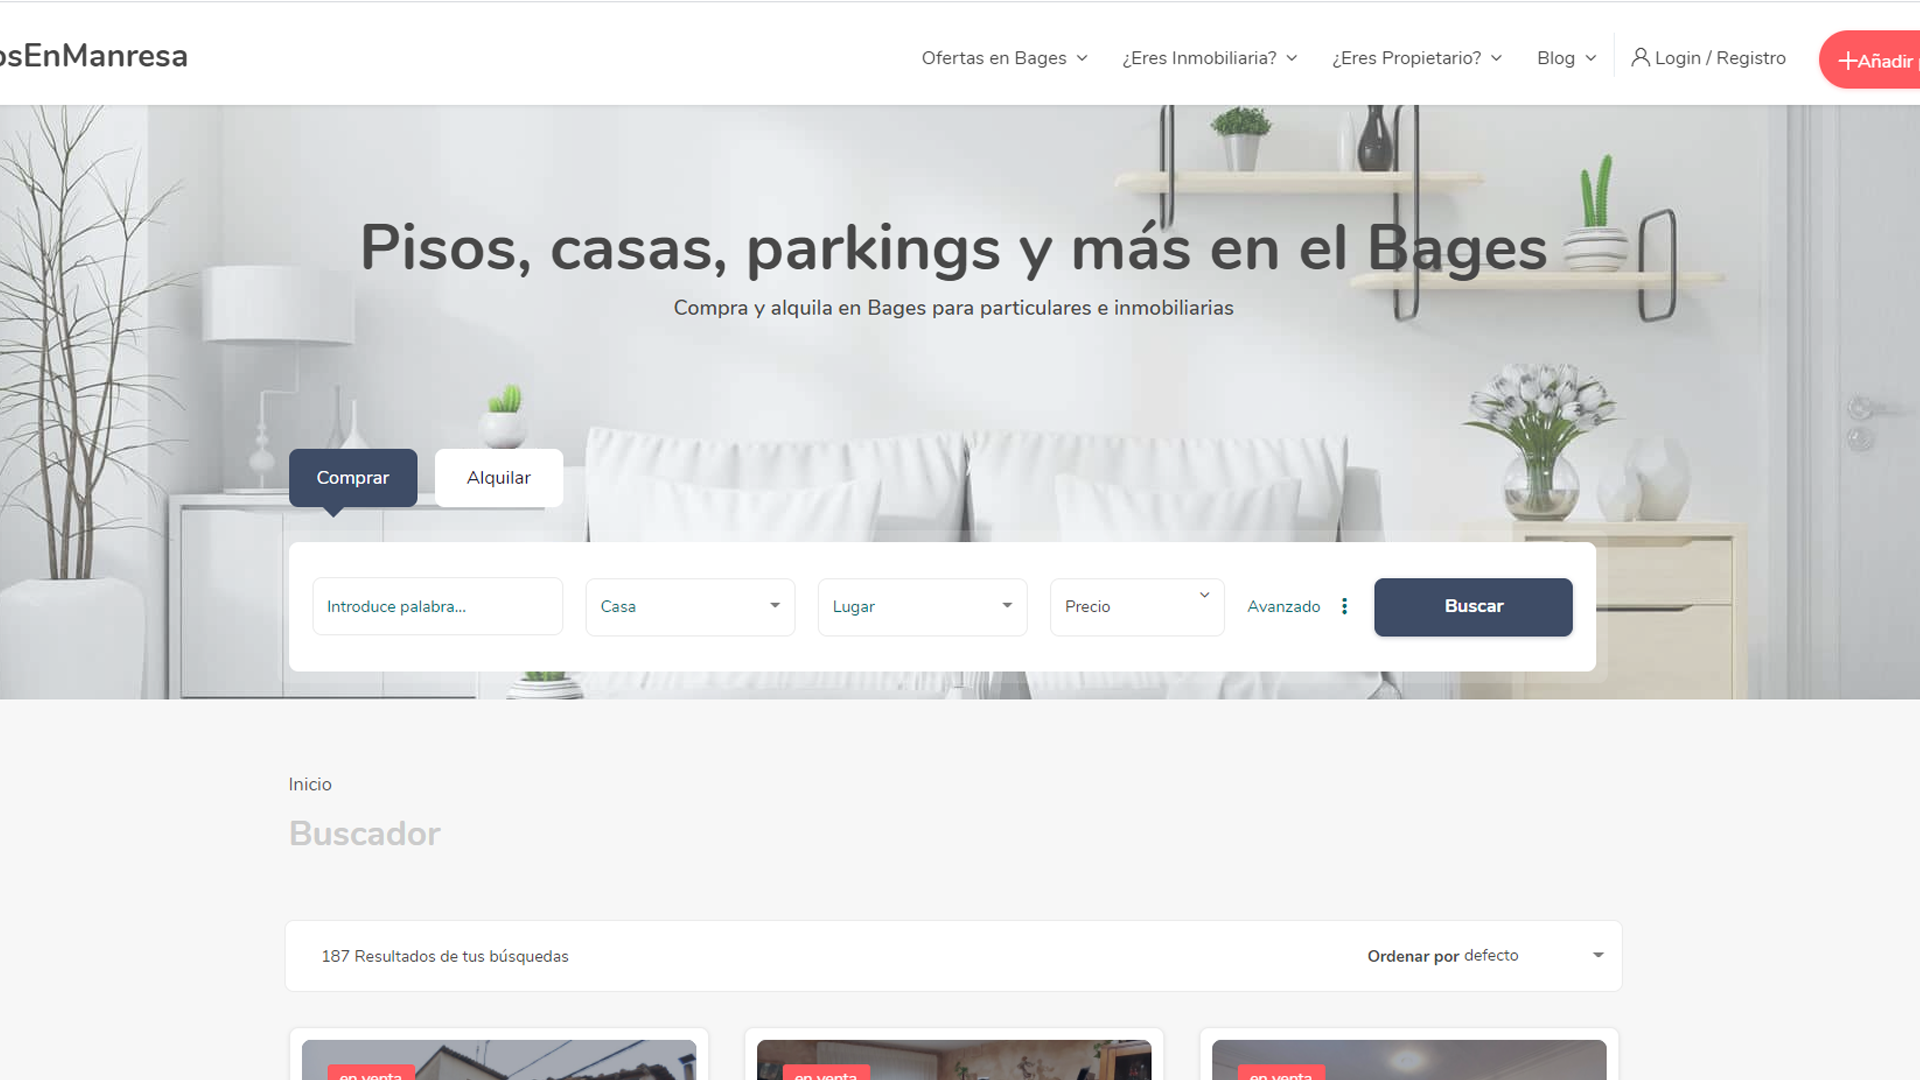 osEnManresa
Ofertas en Bages
¿Eres Inmobiliaria?
¿Eres Propietario?
Blog
Login / Registro
+Añadir
Pisos, casas, parkings y más en el Bages
Compra y alquila en Bages para particulares e inmobiliarias
Comprar
Alquilar
Introduce palabra...
Casa
Lugar
Precio
Avanzado
Buscar
Inicio
Buscador
187 Resultados de tus búsquedas
Ordenar por defecto
en venta
en venta
en venta